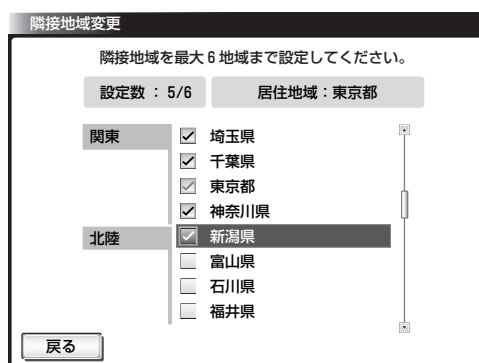 隣接地域変更
隣接地域を最大6地域まで設定してください。
設定数 : 5/6 居住地域：東京都
関東 埼玉県
千葉県
東京都
神奈川県
北陸 新潟県
富山県
石川県
福井県
戻る